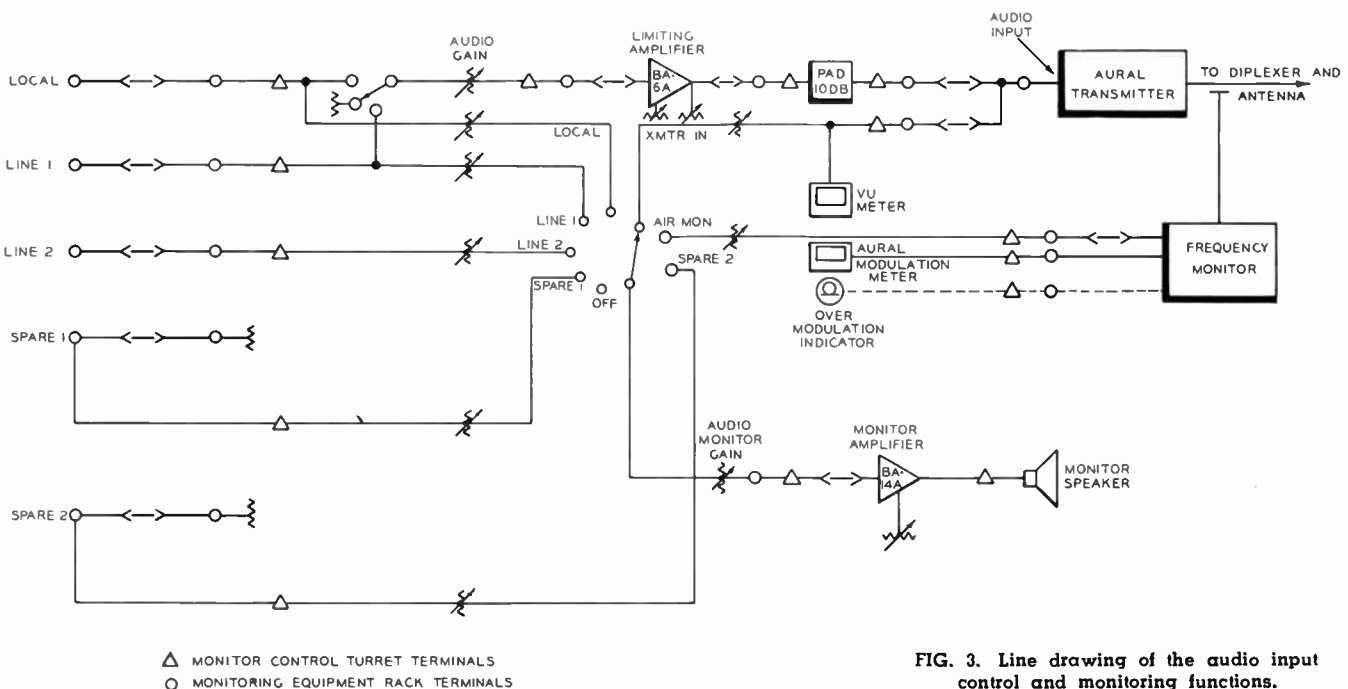 AUDIO
INPUT
AUDIO
GAIN
LIMITING
AMPLIFIER
LOCAL
BA-
6A
PAD
10DB
AURAL
TRANSMITTER
TO DIPLEXER AND
ANTENNA
LOCAL
XMTR IN
LINE 1
VU
METER
LINE 1
AIR MON
LINE 2
LINE 2
SPARE 2
AURAL
MODULATION
METER
FREQUENCY
MONITOR
SPARE 1
OFF
OVER
MODULATION
INDICATOR
SPARE 1
AUDIO
MONITOR
GAIN
MONITOR
AMPLIFIER
BA-
14A
MONITOR
SPEAKER
SPARE 2
MONITOR CONTROL TURRET TERMINALS
MONITORING EQUIPMENT RACK TERMINALS
FIG. 3. Line drawing of the audio input
control and monitoring functions.